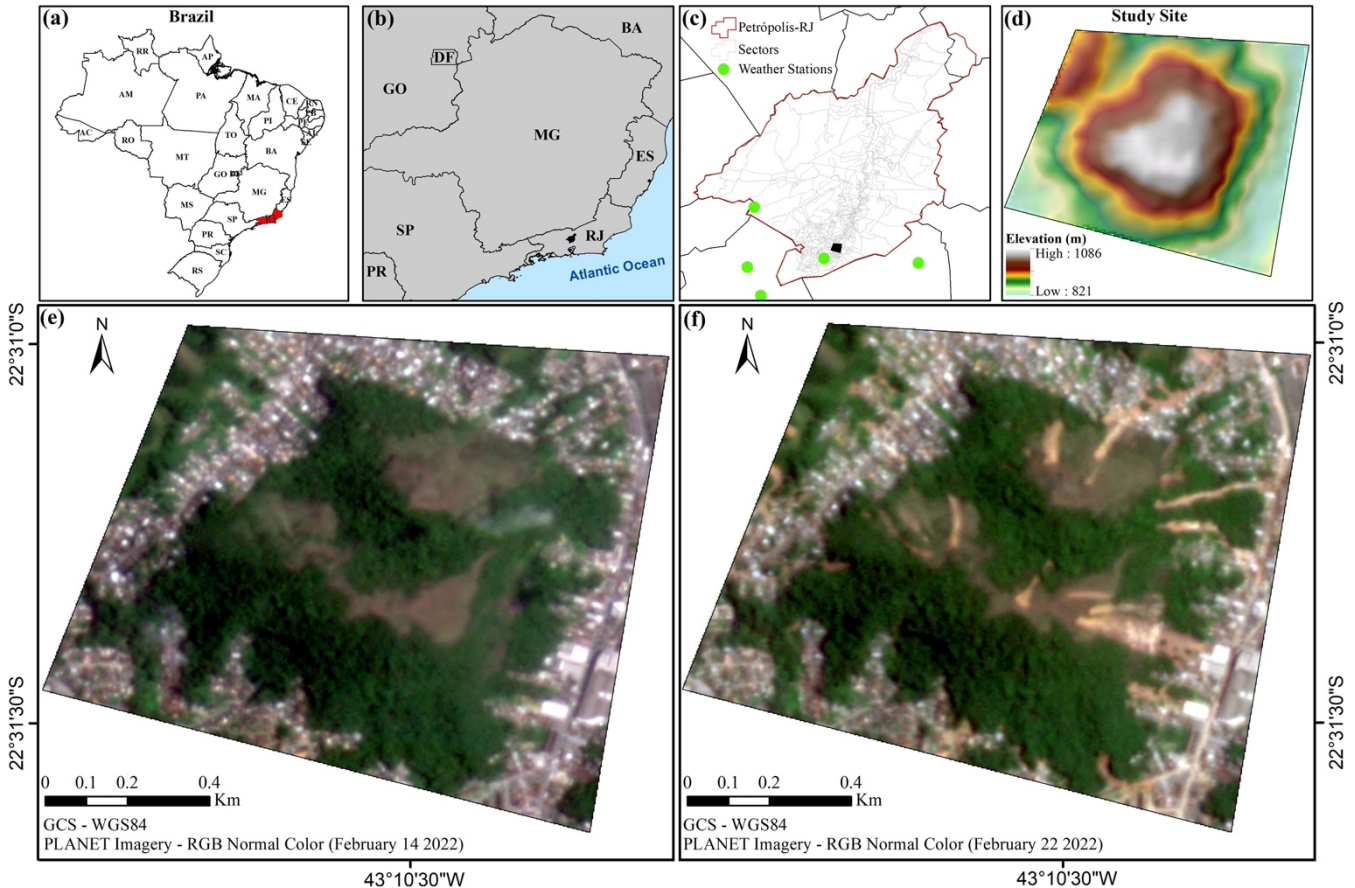 (a)
Brazil
RR
AP
AM
PA
MA
CE
RN
PI
AC
RO
TO
BA
MT
GO
DF
MG
ES
MS
SP
PR
SC
RS
(b)
BA
DF
GO
MG
ES
SP
RJ
PR
Atlantic Ocean
(c)
Petrópolis-RJ
Sectors
Weather Stations
(d)
Study Site
Elevation (m)
High : 1086
Low : 821
(e)
N
22°31'0"S
22°31'30"S
0 0.1 0.2 0.4
Km
GCS - WGS84
PLANET Imagery - RGB Normal Color (February 14 2022)
43°10'30"W
(f)
N
22°31'0"S
22°31'30"S
0 0.1 0.2 0.4
Km
GCS - WGS84
PLANET Imagery - RGB Normal Color (February 22 2022)
43°10'30"W